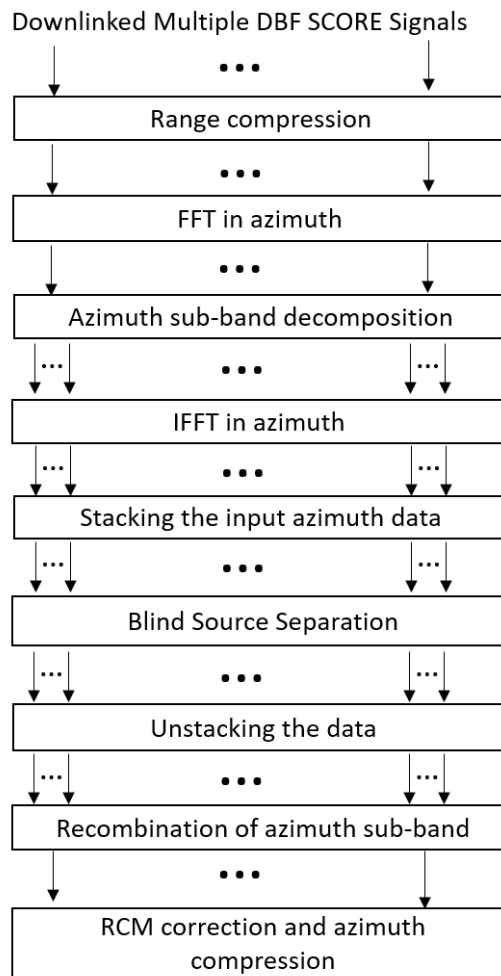 Downlinked Multiple DBF SCORE Signals
...
Range compression
...
FFT in azimuth
...
Azimuth sub-band decomposition
... ... ...
IFFT in azimuth
... ... ...
Stacking the input azimuth data
... ... ...
Blind Source Separation
... ... ...
Unstacking the data
... ... ...
Recombination of azimuth sub-band
...
RCM correction and azimuth
compression